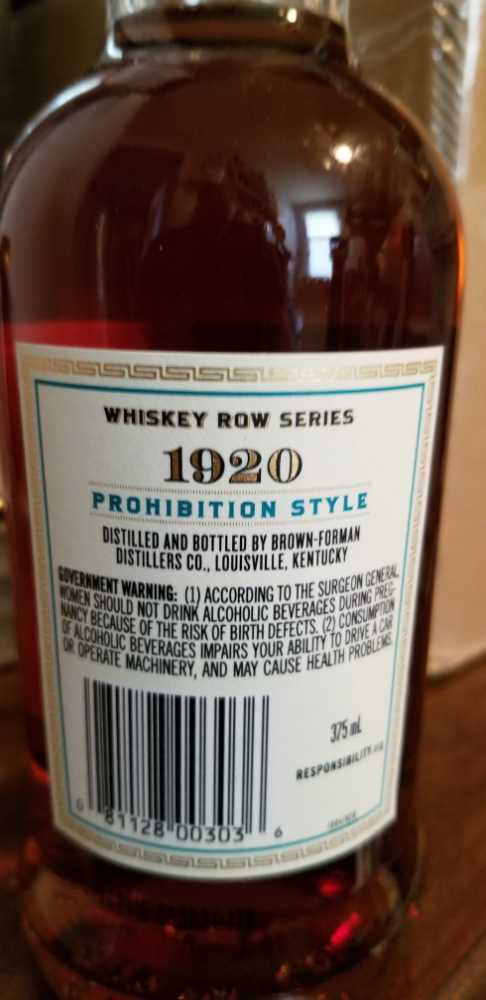 WHISKEY ROW SERIES
1920
PROHIBITION STYLE
DISTILLED AND BOTTLED BY BROWN-FORMAN
DISTILLERS CO., LOUISVILLE, KENTUCKY
GOVERNMENT WARNING: (1) ACCORDING TO THE SURGEON GENERAL,
WOMEN SHOULD NOT DRINK ALCOHOLIC BEVERAGES DURING PREG-
NANCY BECAUSE OF THE RISK OF BIRTH DEFECTS. (2) CONSUMPTION
OF ALCOHOLIC BEVERAGES IMPAIRS YOUR ABILITY TO DRIVE A CAR
OR OPERATE MACHINERY, AND MAY CAUSE HEALTH PROBLEMS.
375 mL
RESPONSIBILITY.ORG
0 81128 00303 6